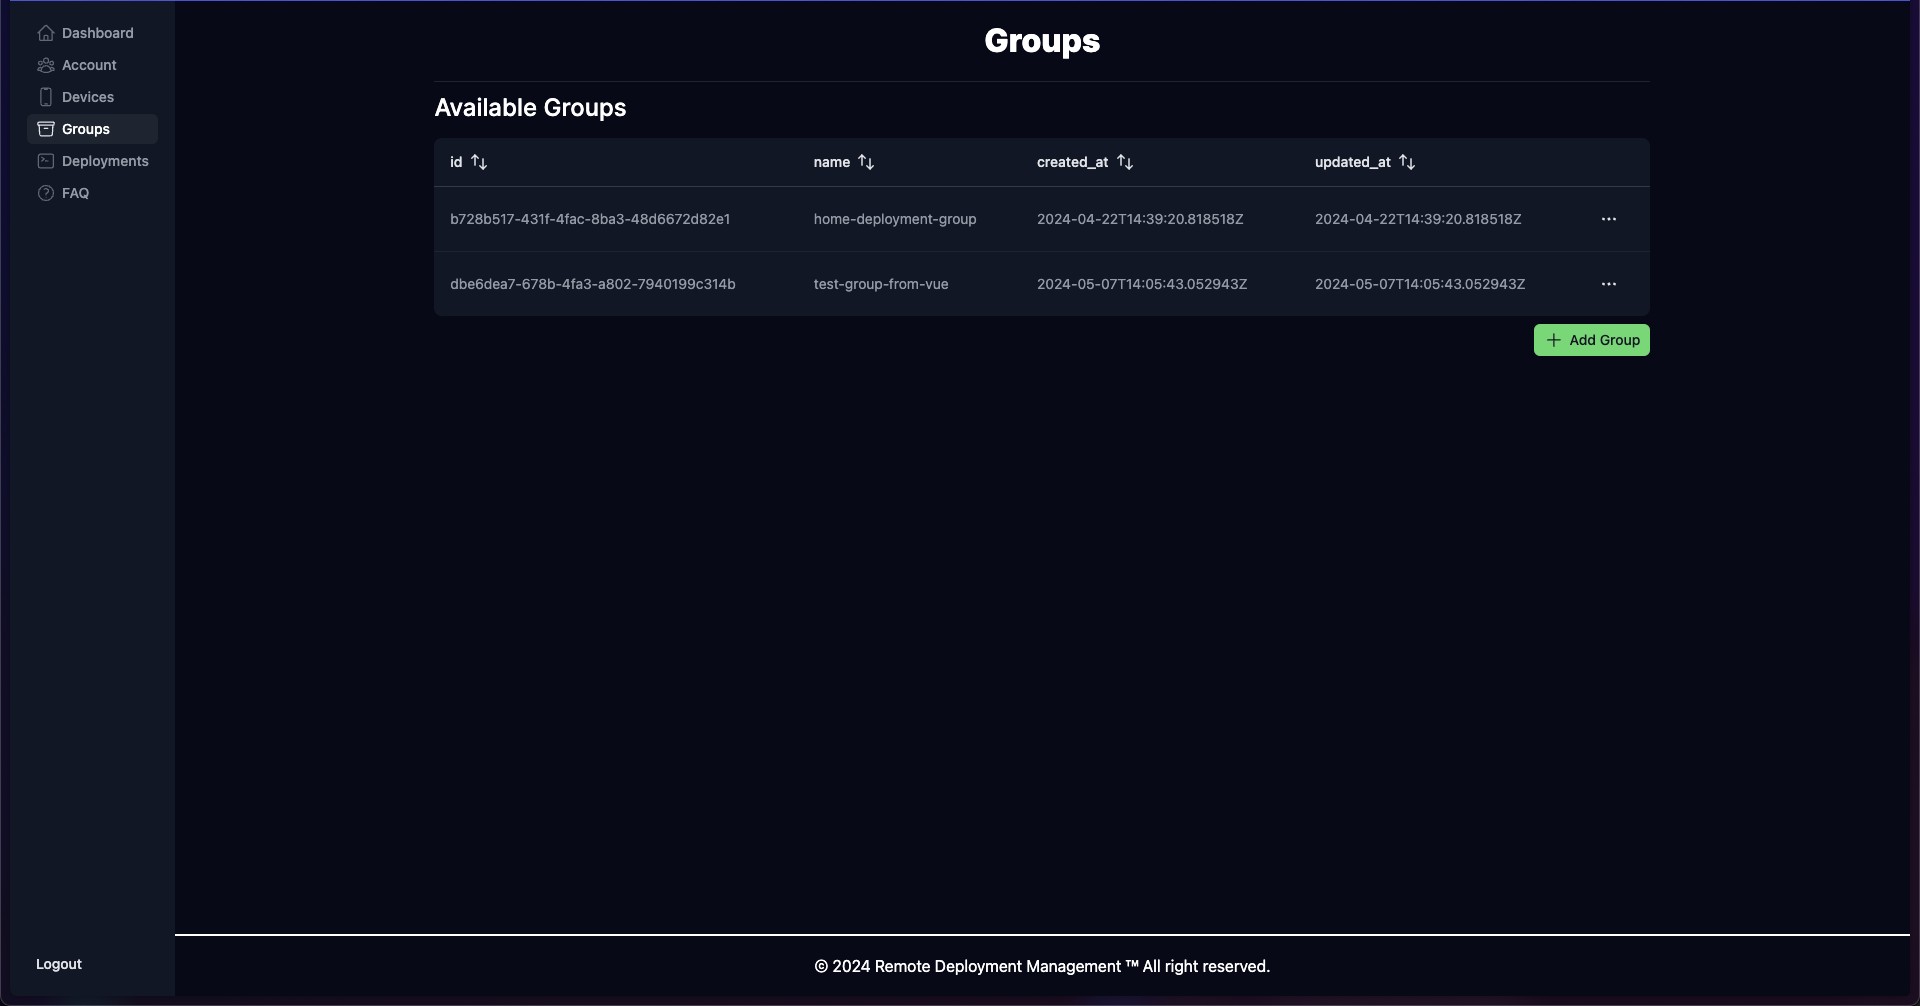 Dashboard
Account
Devices
Groups
Deployments
FAQ
Logout
Groups
Available Groups
id name created_at updated_at
b728b517-431f-4fac-8ba3-48d6672d82e1 home-deployment-group 2024-04-22T14:39:20.818518Z 2024-04-22T14:39:20.818518Z ...
dbe6dea7-678b-4fa3-a802-7940199c314b test-group-from-vue 2024-05-07T14:05:43.052943Z 2024-05-07T14:05:43.052943Z ...
Add Group
© 2024 Remote Deployment Management ™ All right reserved.